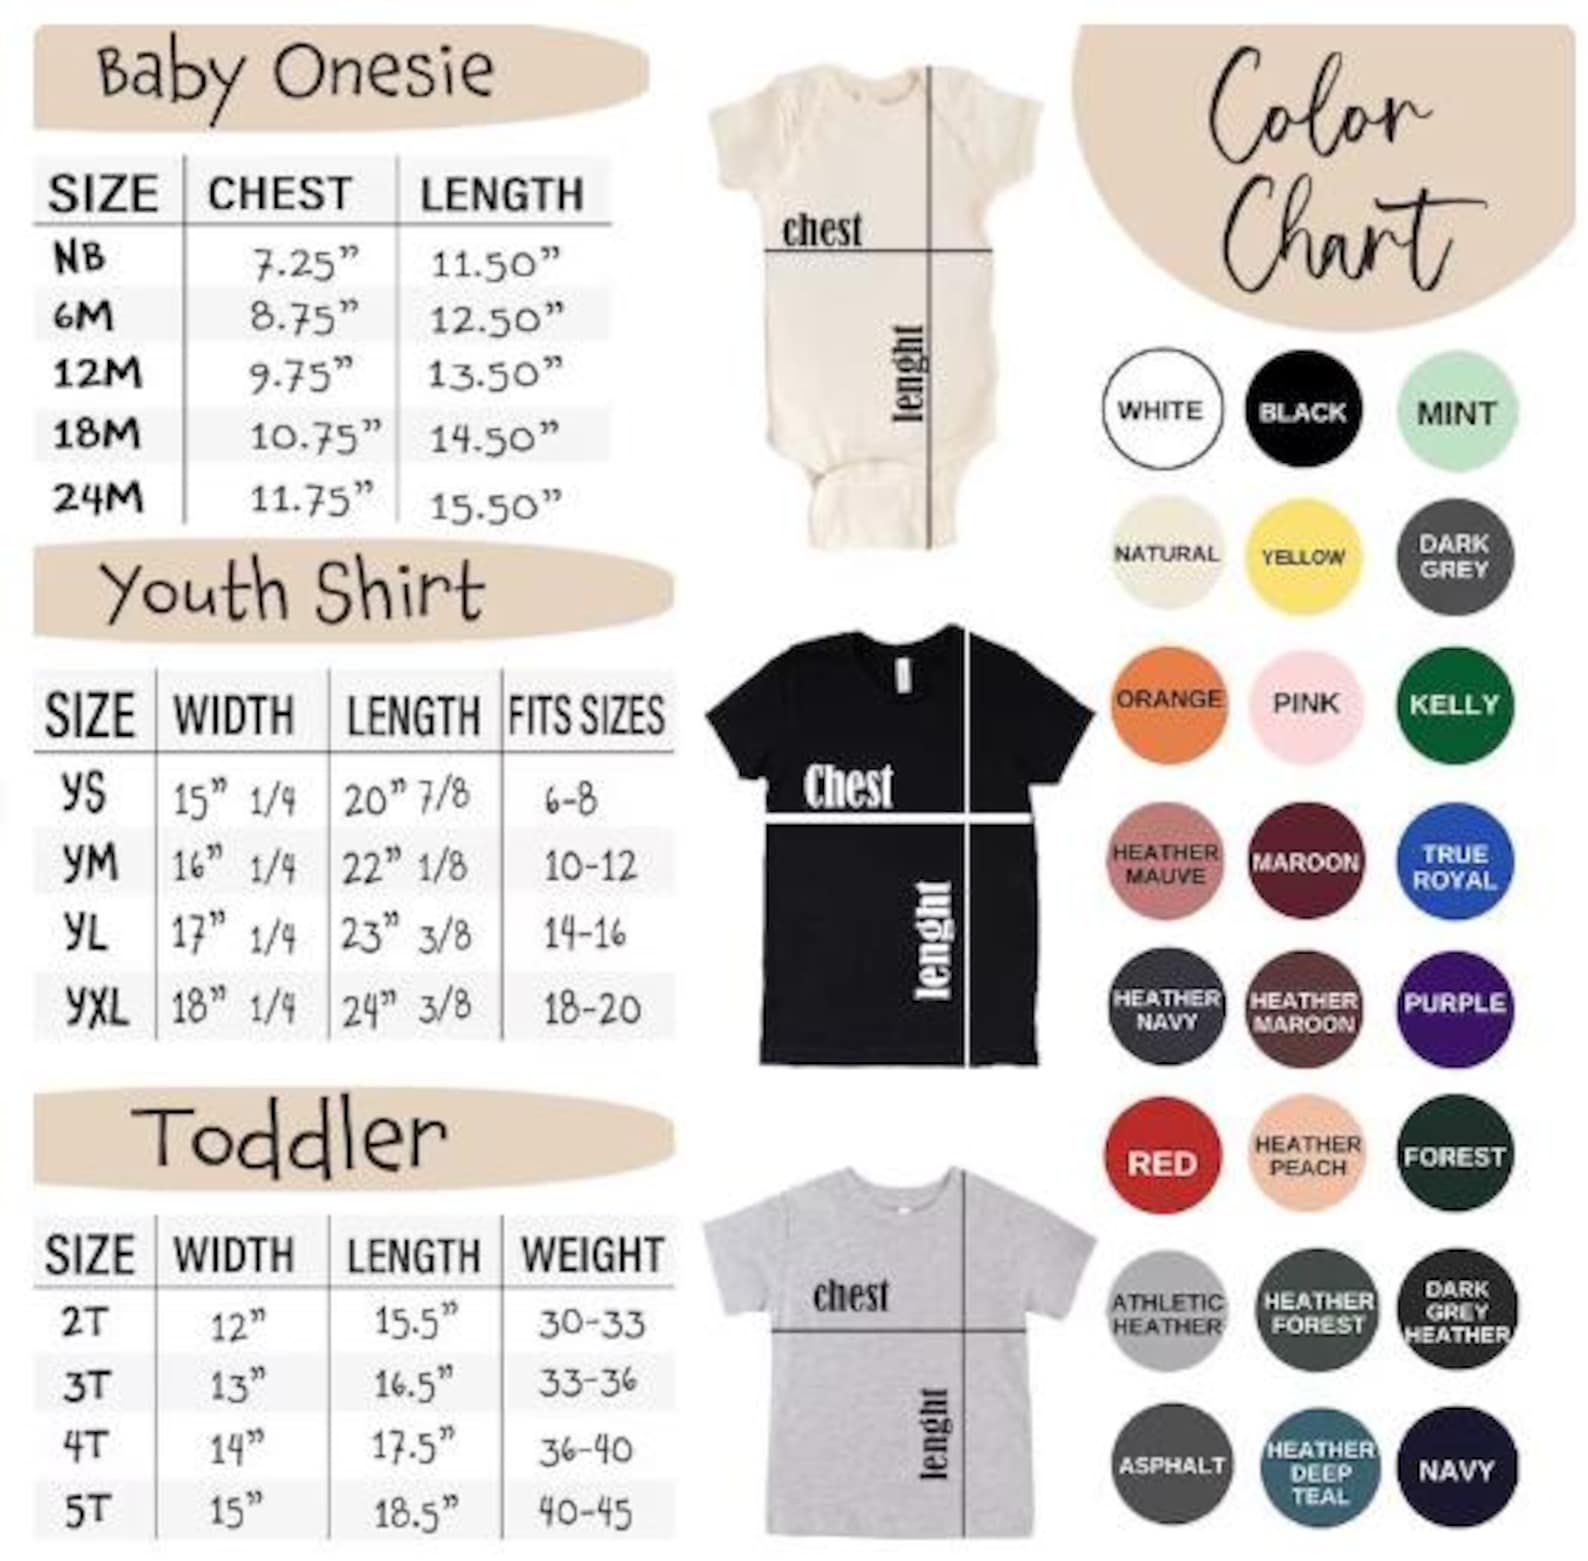 Baby Onesie
SIZE CHEST LENGTH
NB 7.25” 11.50”
6M 8.75” 12.50”
12M 9.75” 13.50”
18M 10.75” 14.50”
24M 11.75” 15.50”
chest
lenght
Youth Shirt
SIZE WIDTH LENGTH FITS SIZES
YS 15” 1/4 20” 7/8 6-8
YM 16” 1/4 22” 1/8 10-12
YL 17” 1/4 23” 3/8 14-16
YXL 18” 1/4 24” 3/8 18-20
Chest
lenght
Toddler
SIZE WIDTH LENGTH WEIGHT
2T 12” 15.5” 30-33
3T 13” 16.5” 33-36
4T 14” 17.5” 36-40
5T 15” 18.5” 40-45
chest
lenght
Color
Chart
WHITE
BLACK
MINT
NATURAL
YELLOW
DARK
GREY
ORANGE
PINK
KELLY
HEATHER
MAUVE
MAROON
TRUE
ROYAL
HEATHER
NAVY
HEATHER
MAROON
PURPLE
RED
HEATHER
PEACH
FOREST
ATHLETIC
HEATHER
HEATHER
FOREST
DARK
GREY
HEATHER
ASPHALT
HEATHER
DEEP
TEAL
NAVY